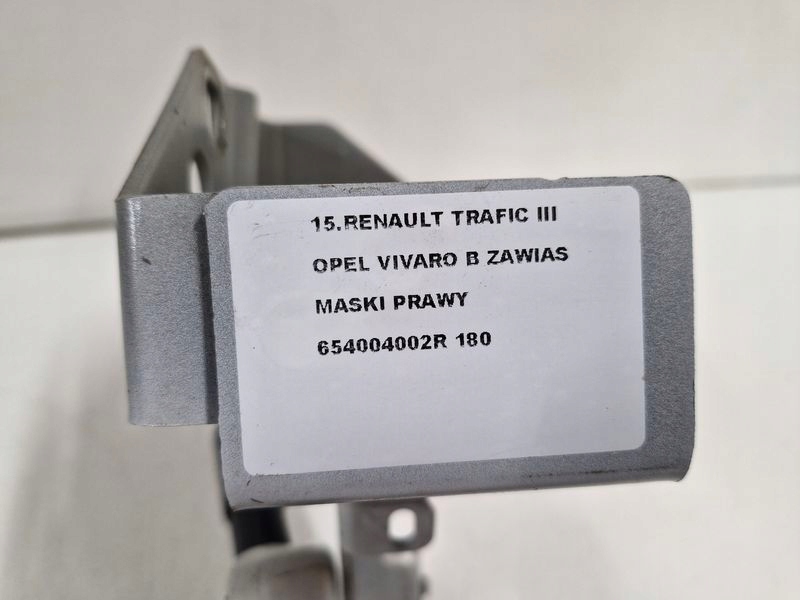 15.RENAULT TRAFIC III
OPEL VIVARO B ZAWIAS
MASKI PRAWY
654004002R 180